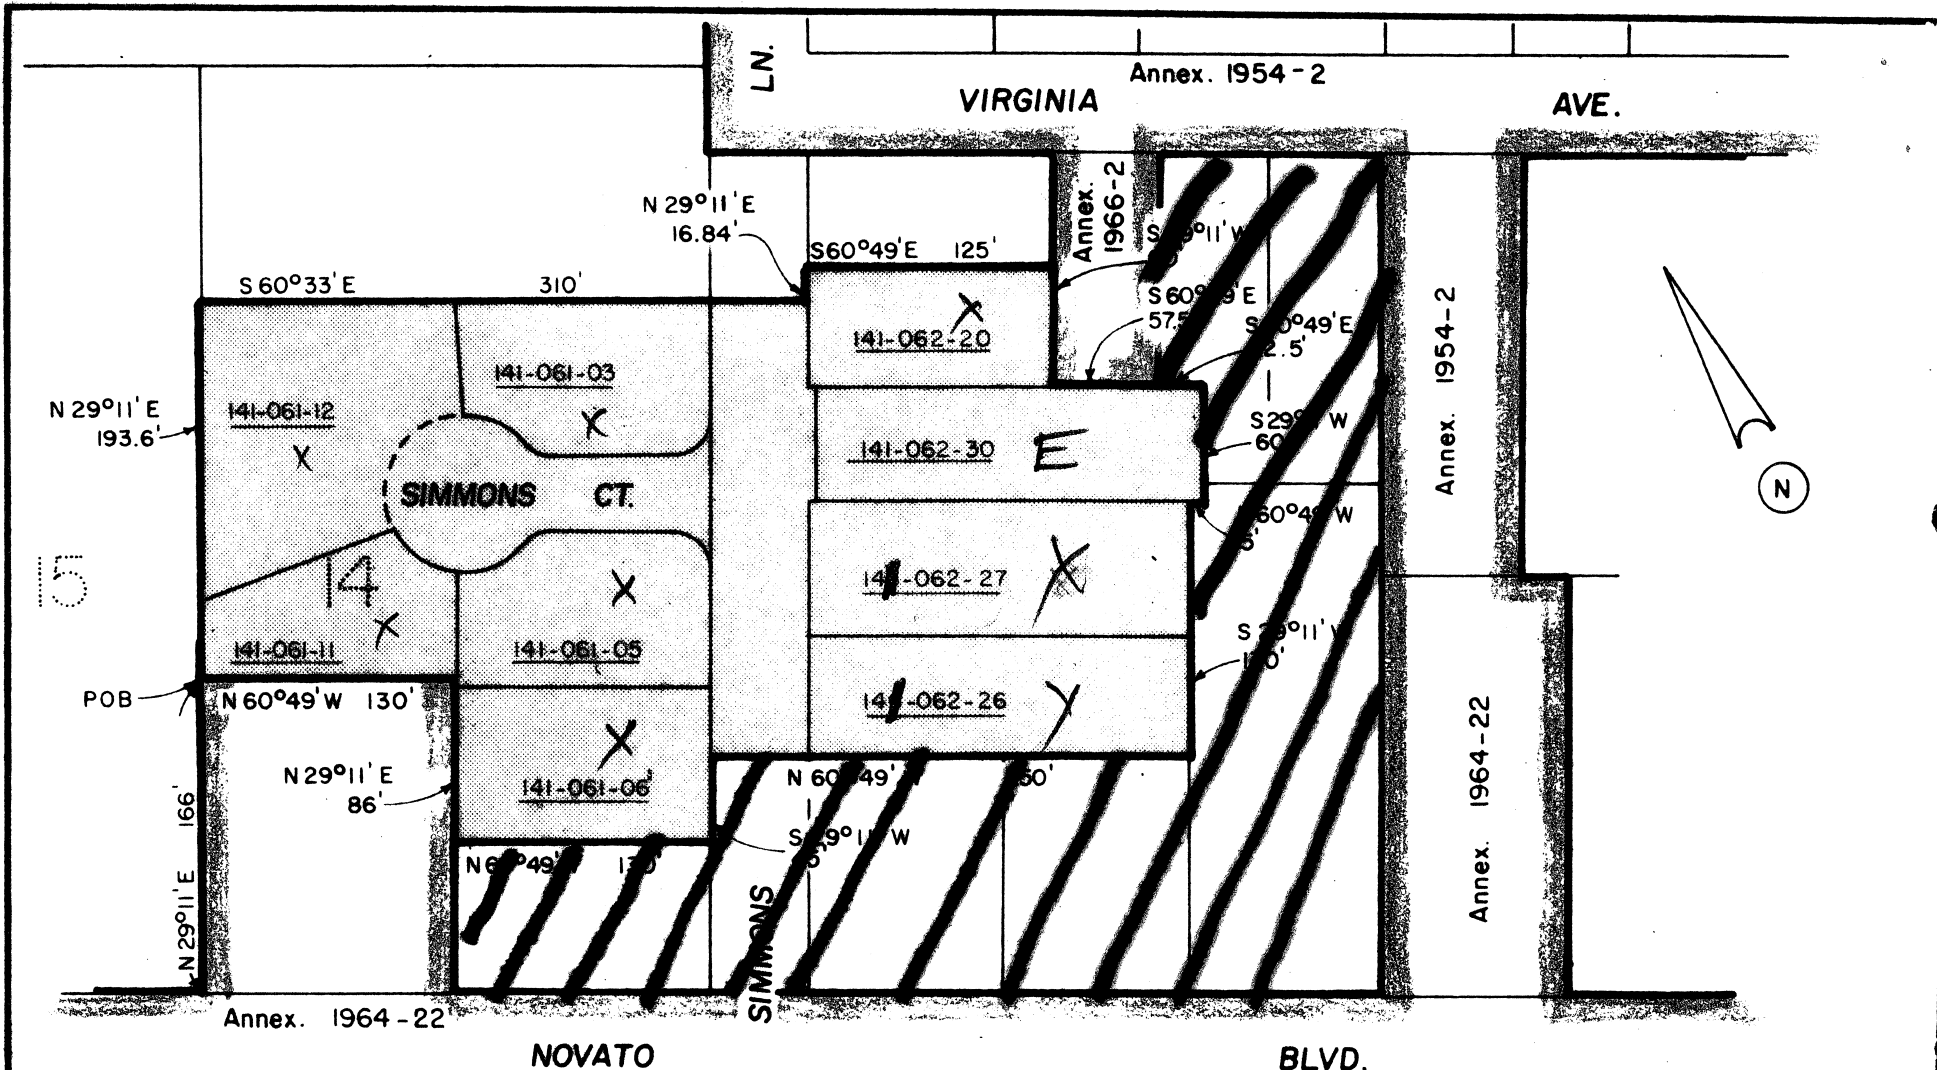 LN.
Annex. 1954-2
VIRGINIA AVE.
N 29°11'E
16.84'
Annex.
1966-2
S60°49'E 125'
S 60°33'E 310'
141-062-20
141-061-03
141-061-12
N 29°11'E
193.6'
141-062-30 E
SIMMONS CT.
Annex. 1954-2
N
15
14
141-062-27
141-061-11
141-061-05
141-062-26
POB
N 60°49'W 130'
N 29°11'E
86'
141-061-06
N 29°11'E 166'
Annex. 1964-22
SIMMONS
Annex. 1964-22
NOVATO BLVD.